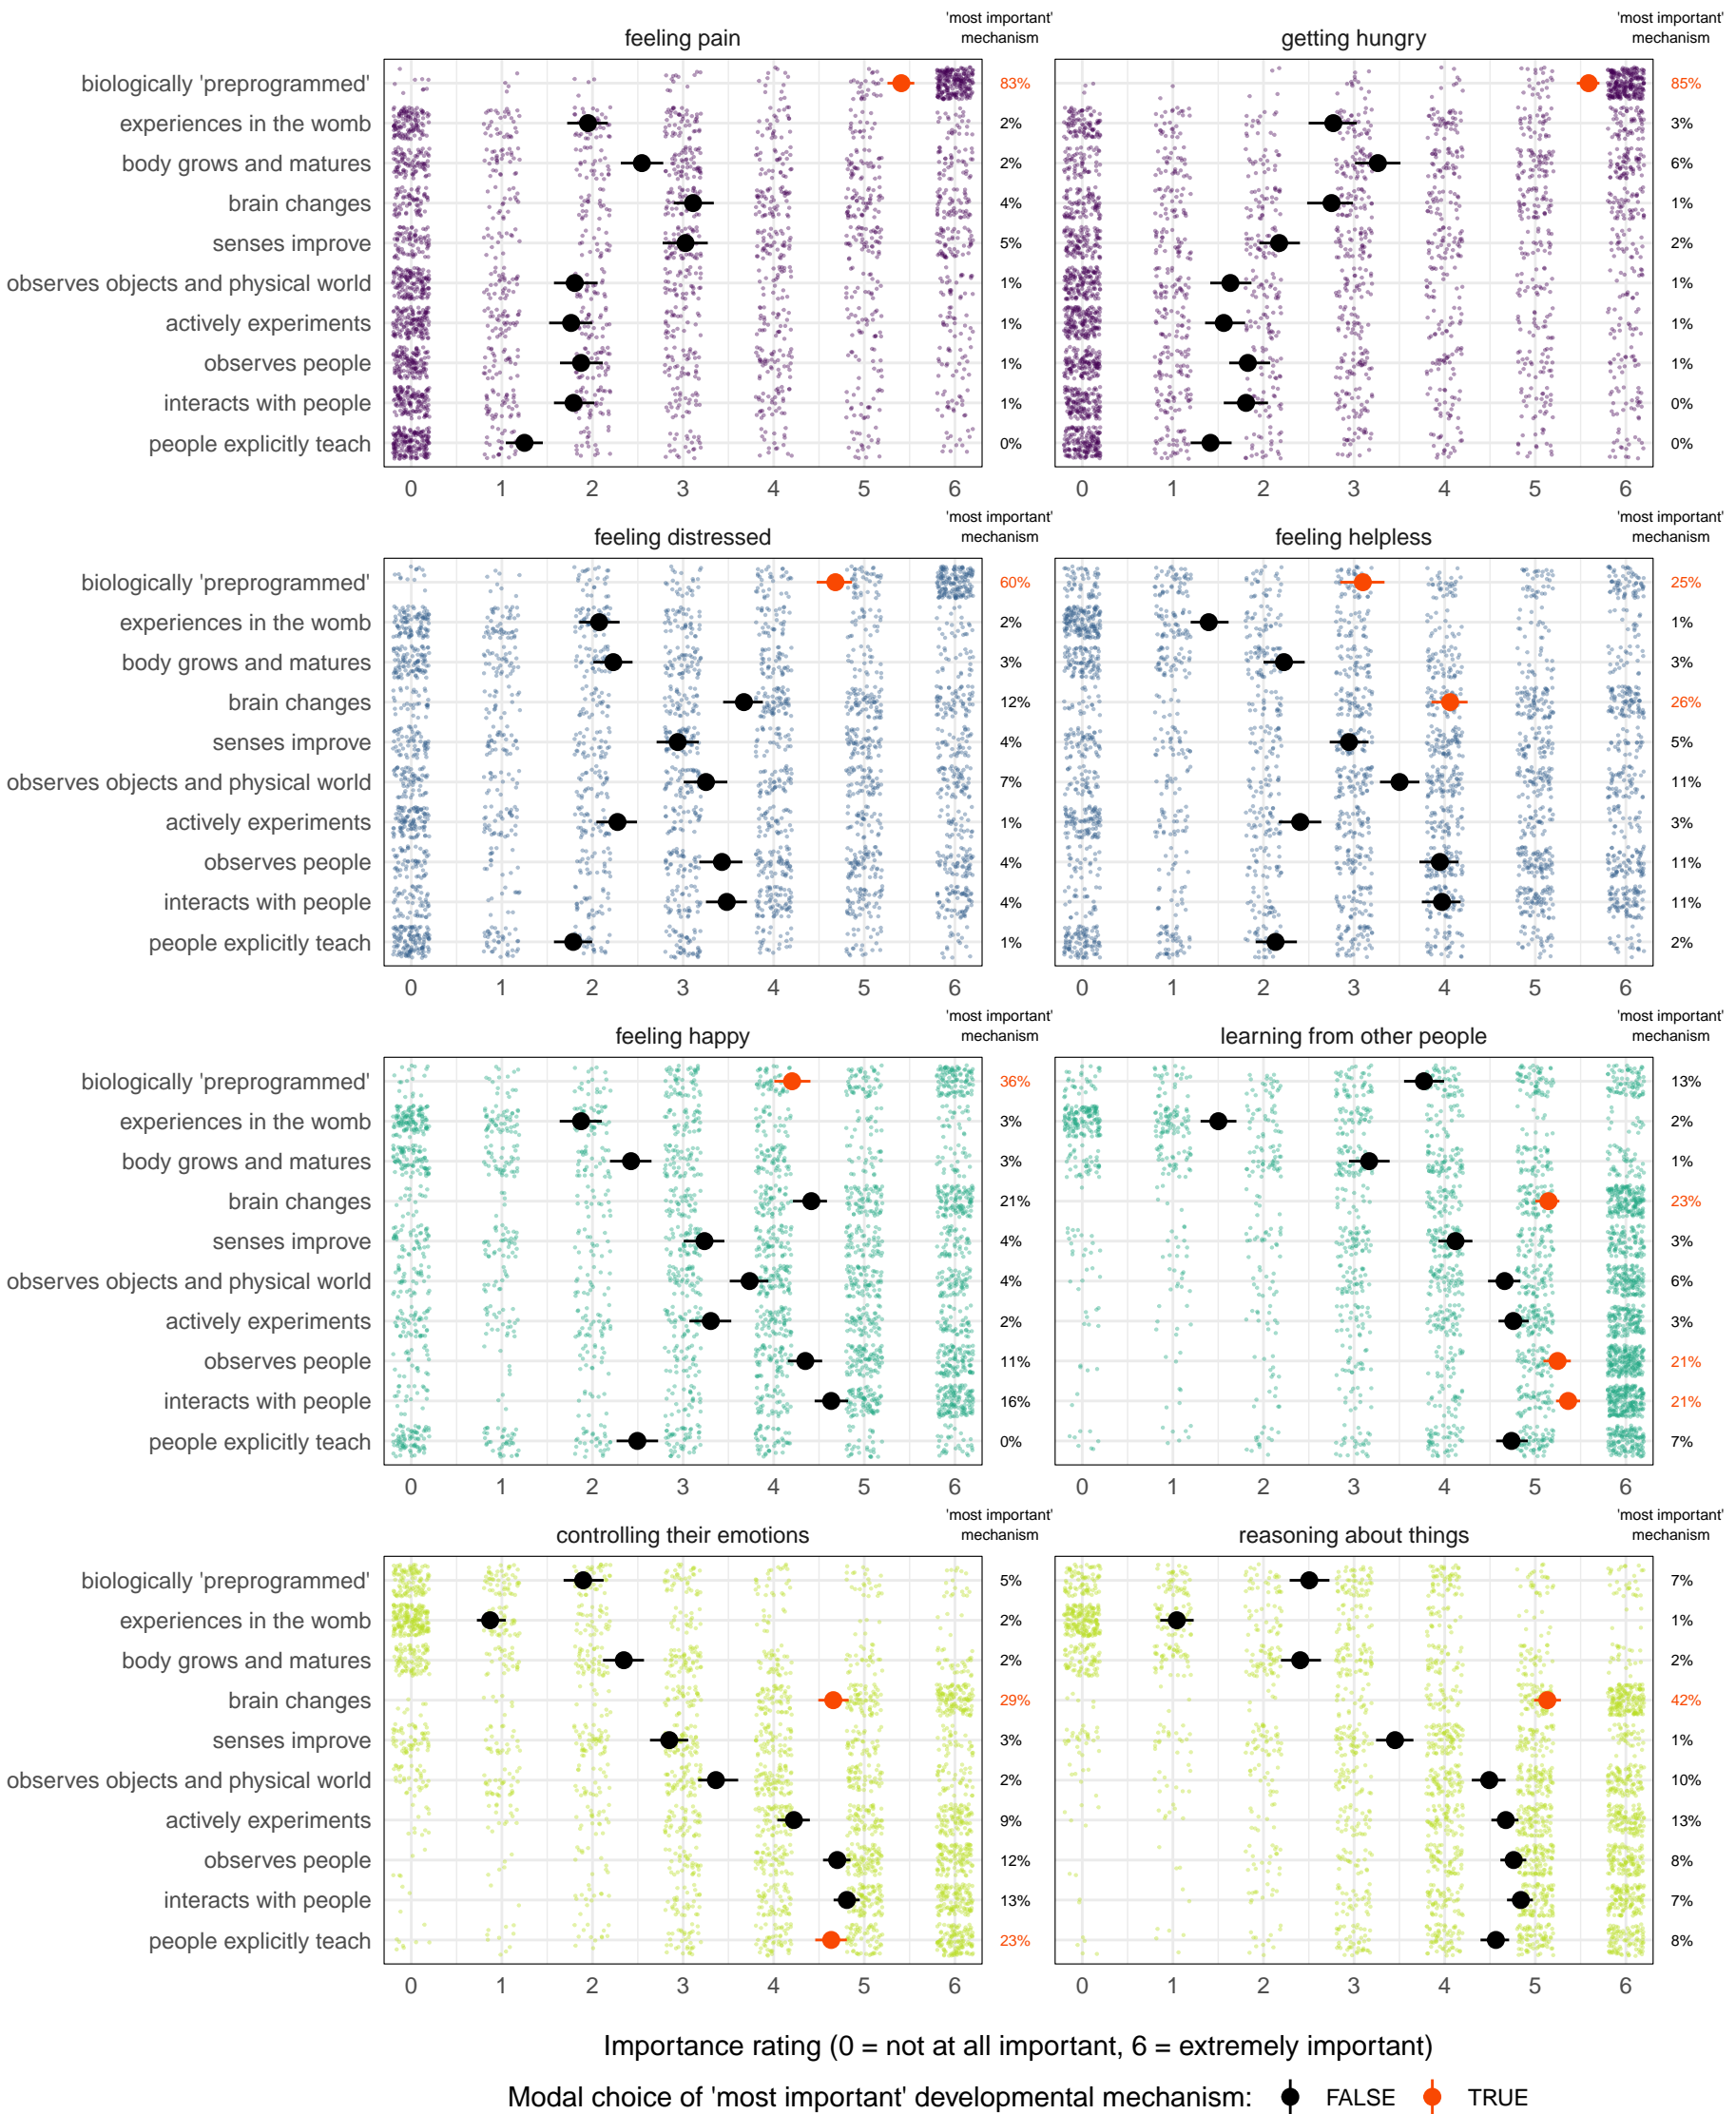 'most important' mechanism
'most important' mechanism
feeling pain
getting hungry
biologically 'preprogrammed' 83% 85%
experiences in the womb 2% 3%
body grows and matures 2% 6%
brain changes 4% 1%
senses improve 5% 2%
observes objects and physical world 1% 1%
actively experiments 1% 1%
observes people 1% 1%
interacts with people 1% 0%
people explicitly teach 0% 0%
0 1 2 3 4 5 6 0 1 2 3 4 5 6
'most important' mechanism
'most important' mechanism
feeling distressed
feeling helpless
biologically 'preprogrammed' 60% 25%
experiences in the womb 2% 1%
body grows and matures 3% 3%
brain changes 12% 26%
senses improve 4% 5%
observes objects and physical world 7% 11%
actively experiments 1% 3%
observes people 4% 11%
interacts with people 4% 11%
people explicitly teach 1% 2%
0 1 2 3 4 5 6 0 1 2 3 4 5 6
'most important' mechanism
'most important' mechanism
feeling happy
learning from other people
biologically 'preprogrammed' 36% 13%
experiences in the womb 3% 2%
body grows and matures 3% 1%
brain changes 21% 23%
senses improve 4% 3%
observes objects and physical world 4% 6%
actively experiments 2% 3%
observes people 11% 21%
interacts with people 16% 21%
people explicitly teach 0% 7%
0 1 2 3 4 5 6 0 1 2 3 4 5 6
'most important' mechanism
'most important' mechanism
controlling their emotions
reasoning about things
biologically 'preprogrammed' 5% 7%
experiences in the womb 2% 1%
body grows and matures 2% 2%
brain changes 29% 42%
senses improve 3% 1%
observes objects and physical world 2% 10%
actively experiments 9% 13%
observes people 12% 8%
interacts with people 13% 7%
people explicitly teach 23% 8%
0 1 2 3 4 5 6 0 1 2 3 4 5 6
Importance rating (0 = not at all important, 6 = extremely important)
Modal choice of 'most important' developmental mechanism: FALSE TRUE